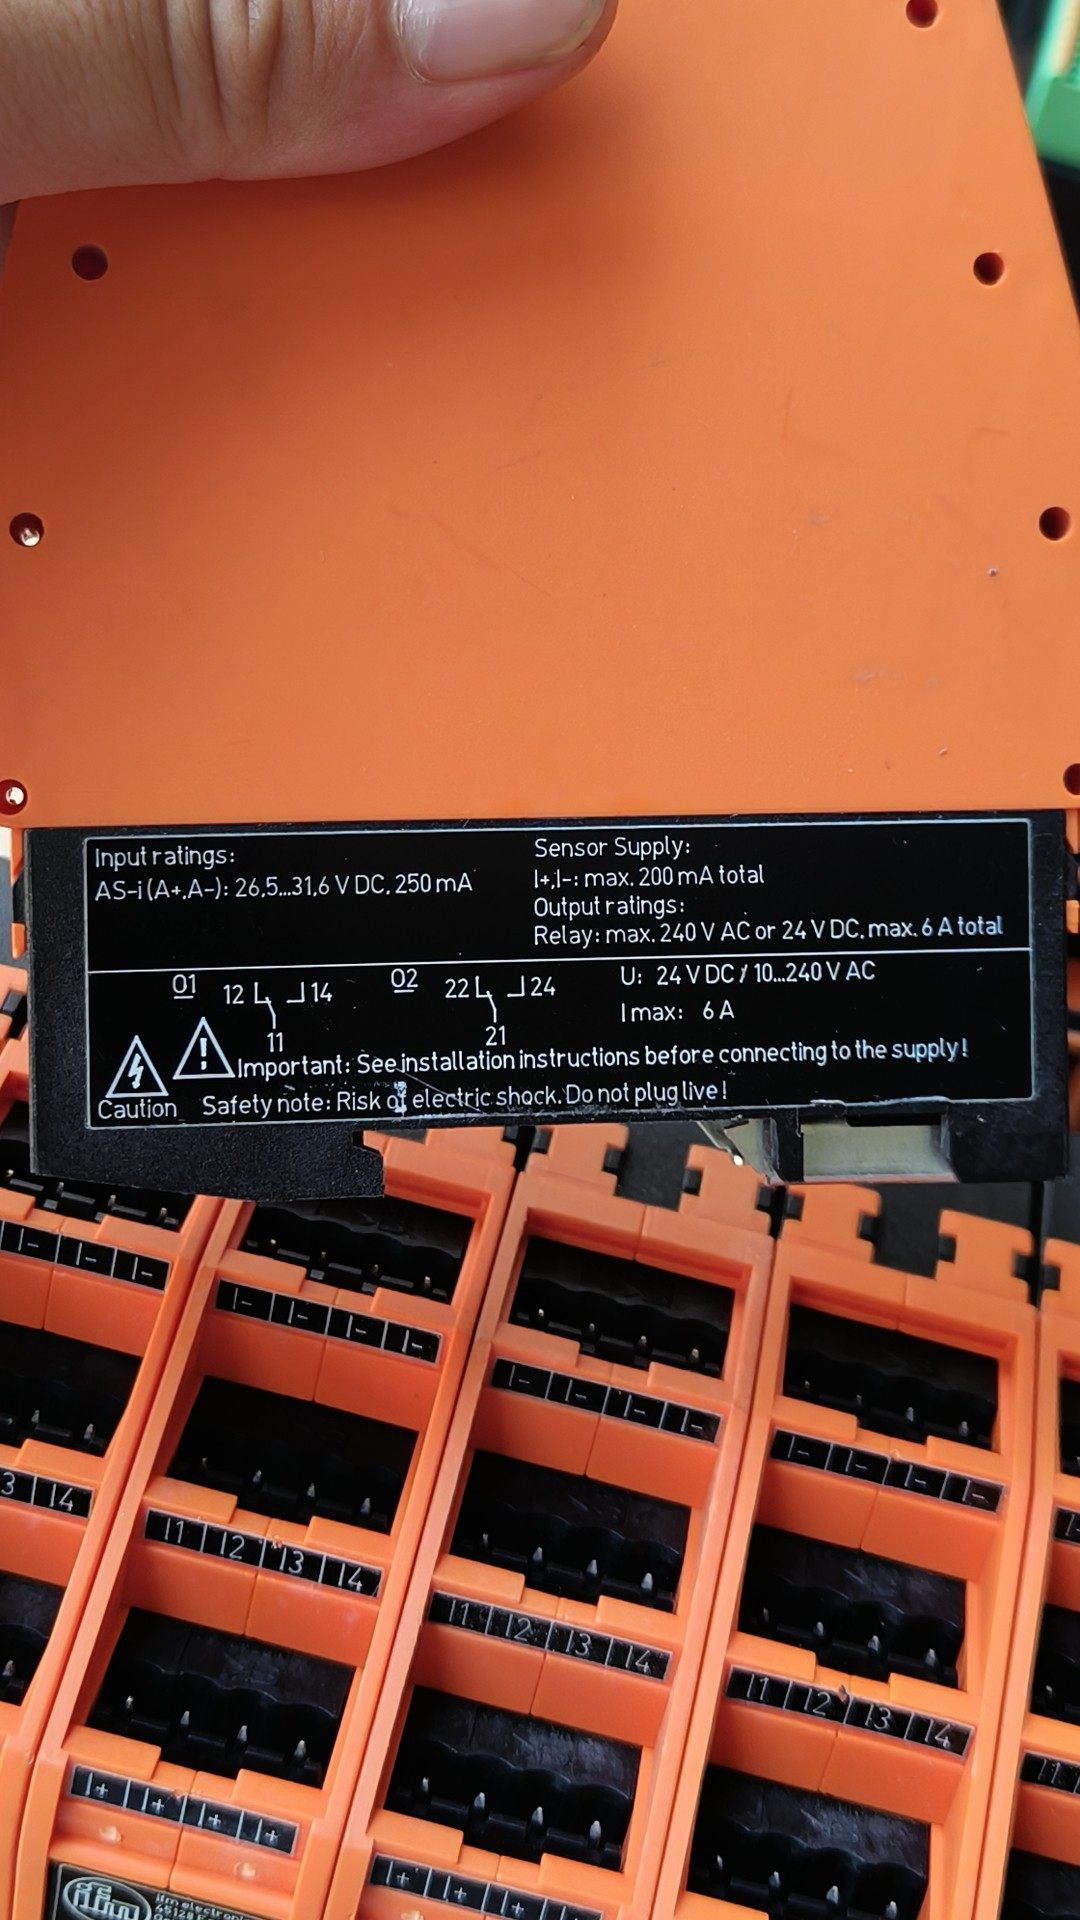 Input ratings:
AS-i (A+,A-): 26,5...31,6 V DC, 250 mA
Sensor Supply:
I+,I-: max. 200 mA total
Output ratings:
Relay: max. 240 V AC or 24 V DC, max. 6 A total
O1 12 14
11
O2 22 24
21
U: 24 V DC / 10...240 V AC
I max: 6 A
Important: See installation instructions before connecting to the supply!
Caution Safety note: Risk of electric shock. Do not plug live!
I- I- I-
I- I- I- I-
I- I- I- I-
I- I- I- I-
3 I4
I1 I2 I3 I4
I1 I2 I3 I4
I1 I2 I3 I4
I1
I+ I+ I+ I+
I+ I+ I+
ifm electronic